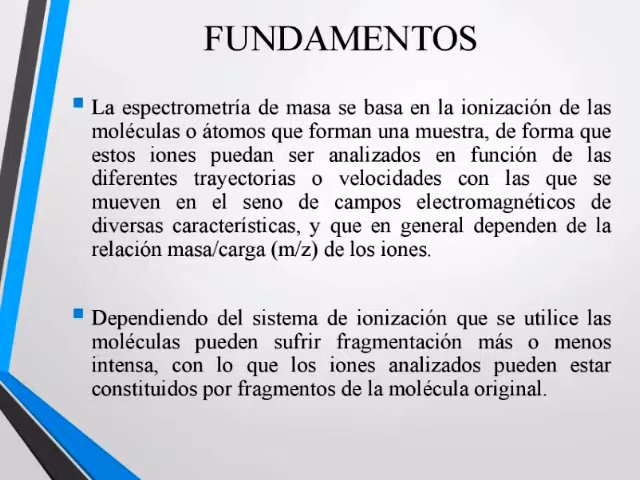 FUNDAMENTOS
La espectrometría de masa se basa en la ionización de las
moléculas o átomos que forman una muestra, de forma que
estos iones puedan ser analizados en función de las
diferentes trayectorias o velocidades con las que se
mueven en el seno de campos electromagnéticos de
diversas características, y que en general dependen de la
relación masa/carga (m/z) de los iones.
Dependiendo del sistema de ionización que se utilice las
moléculas pueden sufrir fragmentación más o menos
intensa, con lo que los iones analizados pueden estar
constituidos por fragmentos de la molécula original.